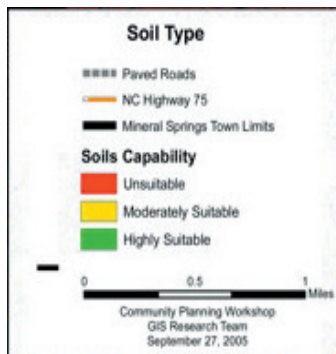 Soil Type
Paved Roads
NC Highway 75
Mineral Springs Town Limits
Soils Capability
Unsuitable
Moderately Suitable
Highly Suitable
0 0.5 1
Miles
Community Planning Workshop
GIS Research Team
September 27, 2005